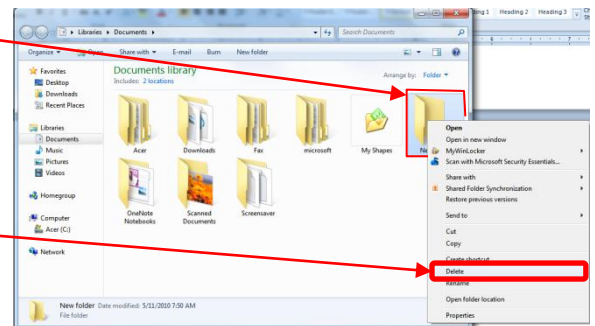 Heading 1 Heading 2 Heading 3
Libraries Documents
Search Documents
Organize Open Share with E-mail Burn New folder
Favorites
Desktop
Downloads
Recent Places
Libraries
Documents
Music
Pictures
Videos
Homegroup
Computer
Acer (C:)
Network
Documents library
Includes: 2 locations
Arrange by: Folder
Acer
Downloads
Fax
microsoft
My Shapes
OneNote Notebooks
Scanned Documents
Screensaver
Open
Open in new window
MyWinLocker
Scan with Microsoft Security Essentials...
Share with
Shared Folder Synchronization
Restore previous versions
Send to
Cut
Copy
Create shortcut
Delete
Rename
Open folder location
Properties
New folder Date modified: 5/11/2010 7:50 AM
File folder